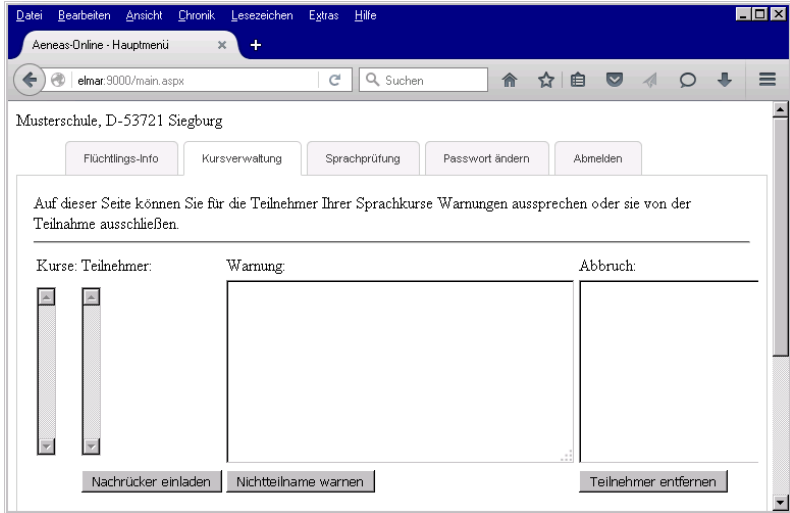 Datei Bearbeiten Ansicht Chronik Lesezeichen Extras Hilfe
Aeneas-Online - Hauptmenü × +
elmar:9000/main.aspx Suchen
Musterschule, D-53721 Siegburg
Flüchtlings-Info Kursverwaltung Sprachprüfung Passwort ändern Abmelden
Auf dieser Seite können Sie für die Teilnehmer Ihrer Sprachkurse Warnungen aussprechen oder sie von der
Teilnahme ausschließen.
Kurse: Teilnehmer: Warnung: Abbruch:
Nachrücker einladen Nichtteilname warnen Teilnehmer entfernen